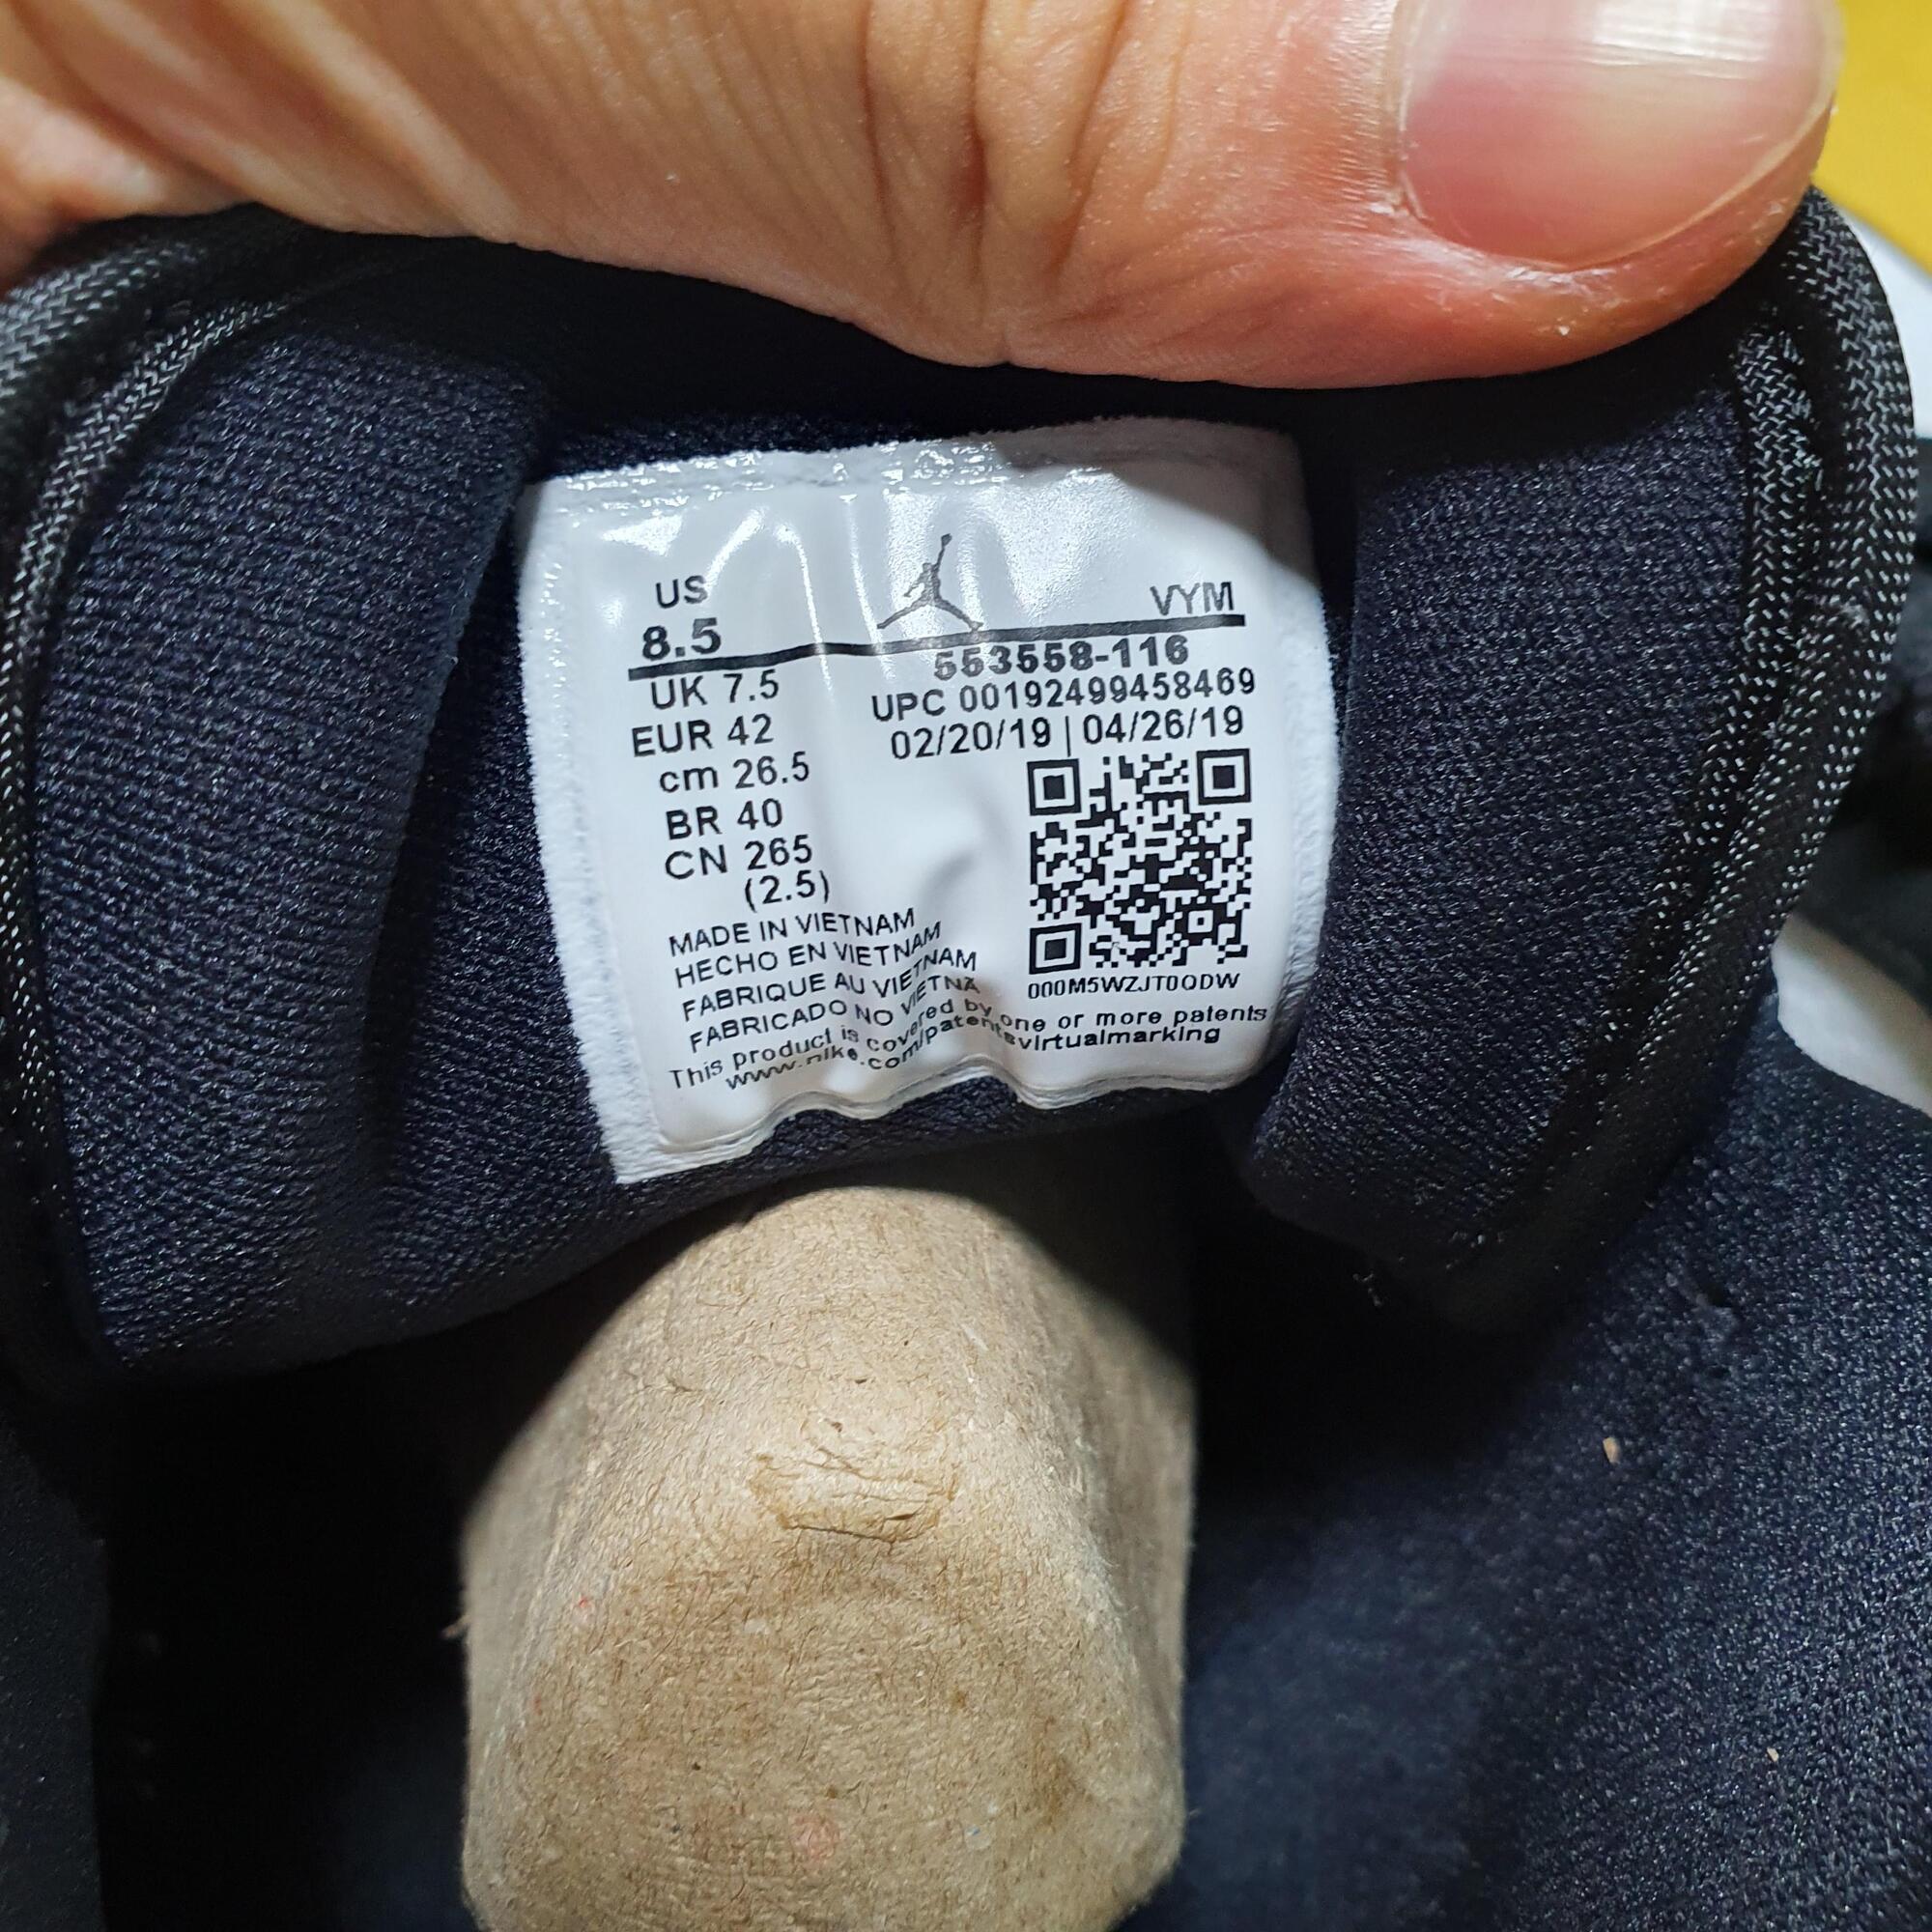 US
8.5
VYM
553558-116
UPC 00192499458469
02/20/19 | 04/26/19
UK 7.5
EUR 42
cm 26.5
BR 40
CN 265
(2.5)
MADE IN VIETNAM
HECHO EN VIETNAM
FABRIQUE AU VIETNAM
FABRICADO NO VIETNÃ
000M5WZJT0QDW
This product is covered by one or more patents
www.nike.com/patentsvirtualmarking